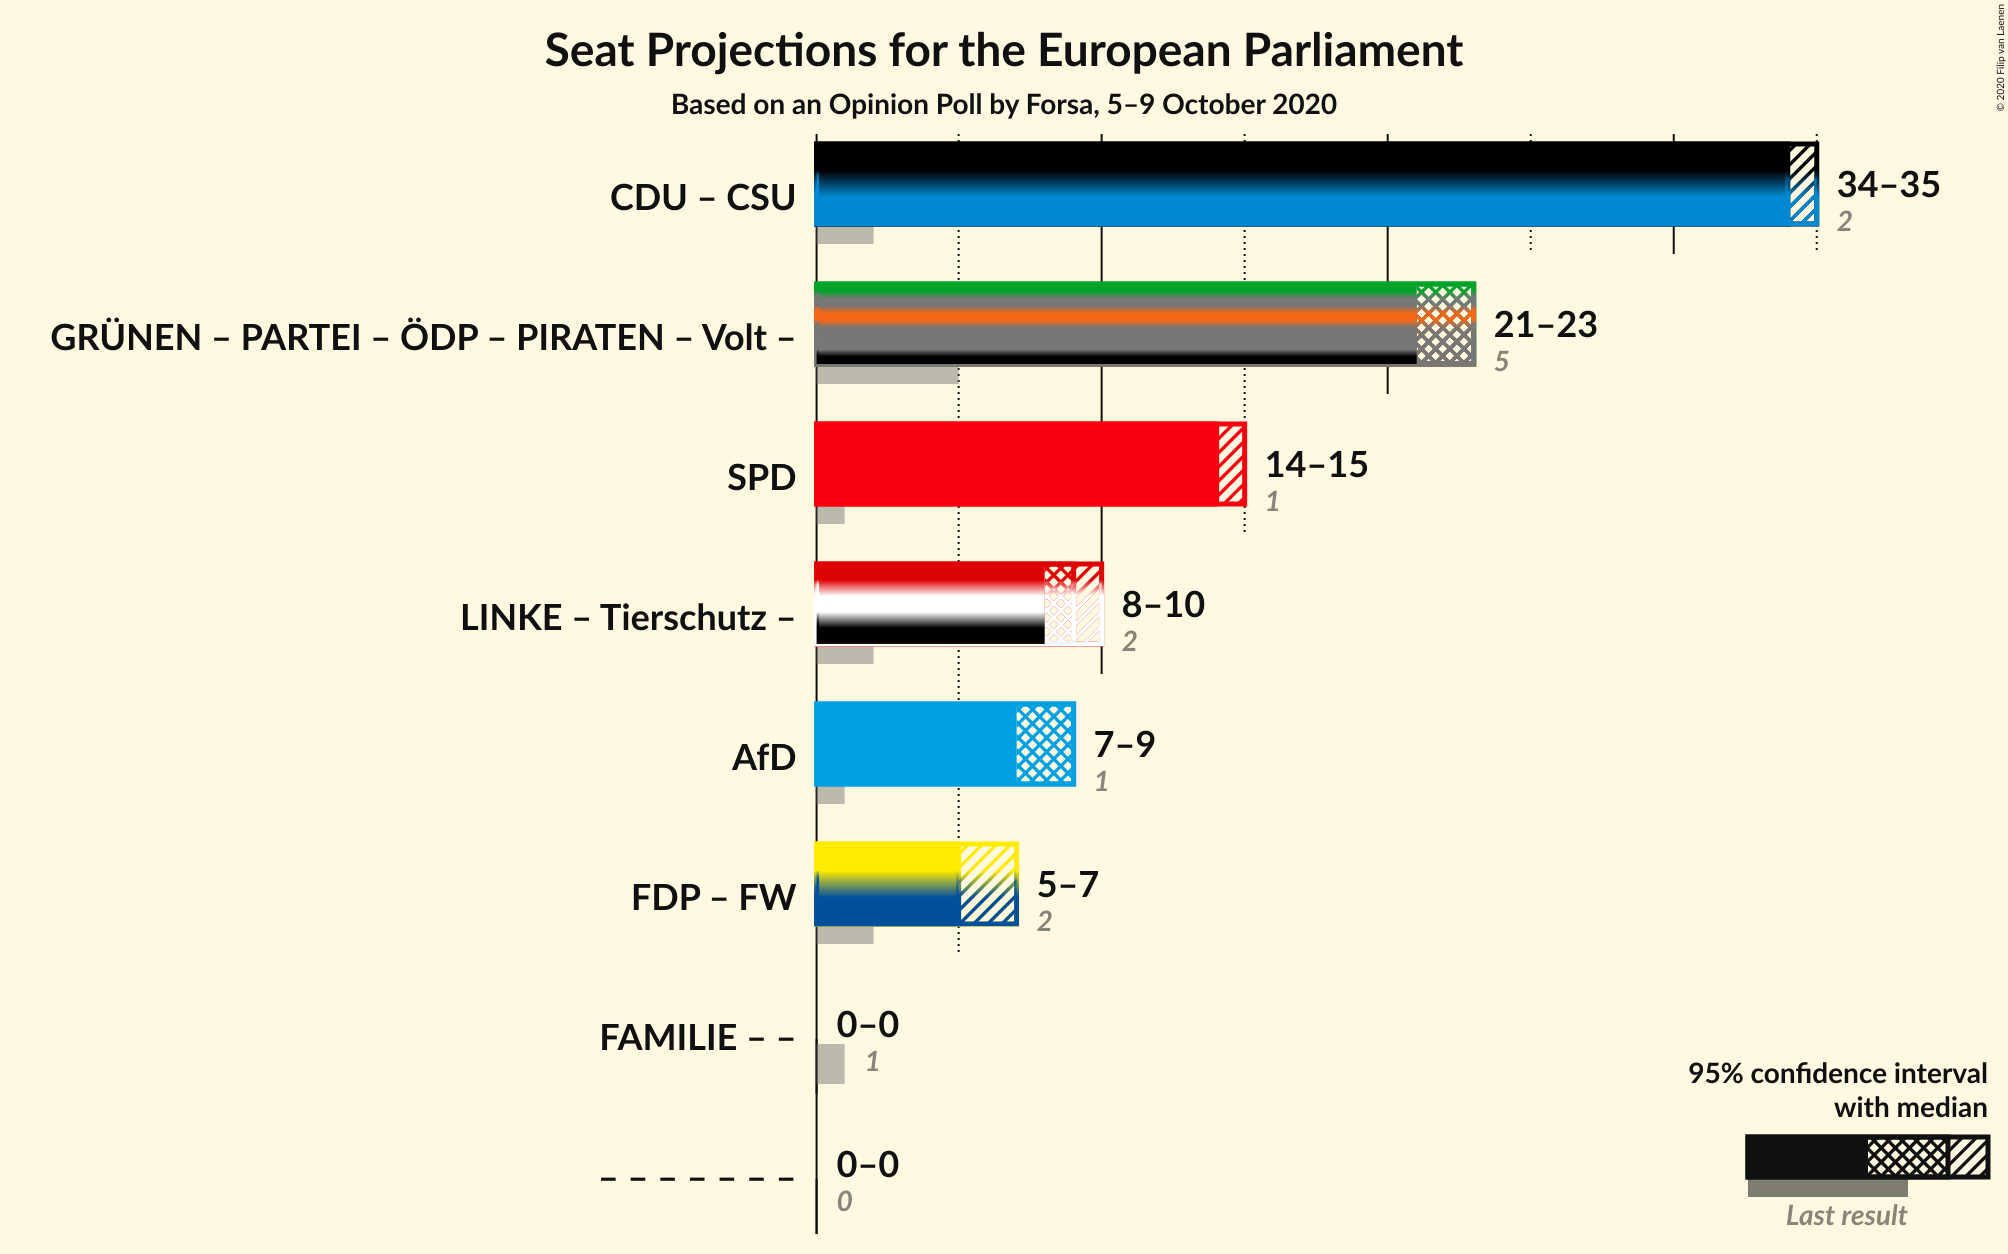 Seat Projections for the European Parliament
Based on an Opinion Poll by Forsa, 5–9 October 2020
© 2020 Filip van Laenen
CDU – CSU
34–35
2
GRÜNEN – PARTEI – ÖDP – PIRATEN – Volt –
21–23
5
SPD
14–15
1
LINKE – Tierschutz –
8–10
2
AfD
7–9
1
FDP – FW
5–7
2
FAMILIE – –
0–0
1
– – – – – – –
0–0
0
95% confidence interval
with median
Last result